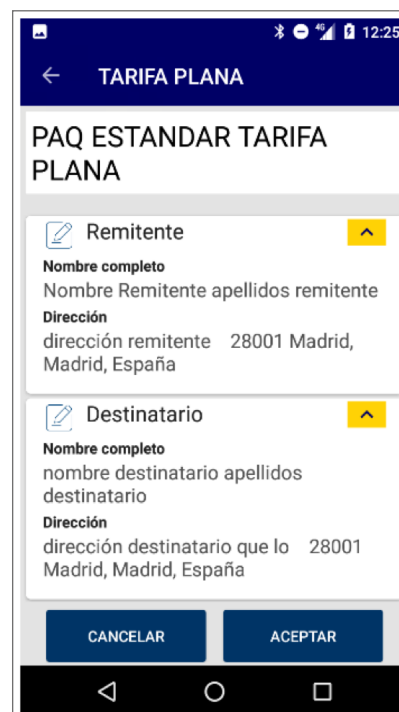 4G 12:25
TARIFA PLANA
PAQ ESTANDAR TARIFA
PLANA
Remitente
Nombre completo
Nombre Remitente apellidos remitente
Dirección
dirección remitente 28001 Madrid,
Madrid, España
Destinatario
Nombre completo
nombre destinatario apellidos
destinatario
Dirección
dirección destinatario que lo 28001
Madrid, Madrid, España
CANCELAR ACEPTAR